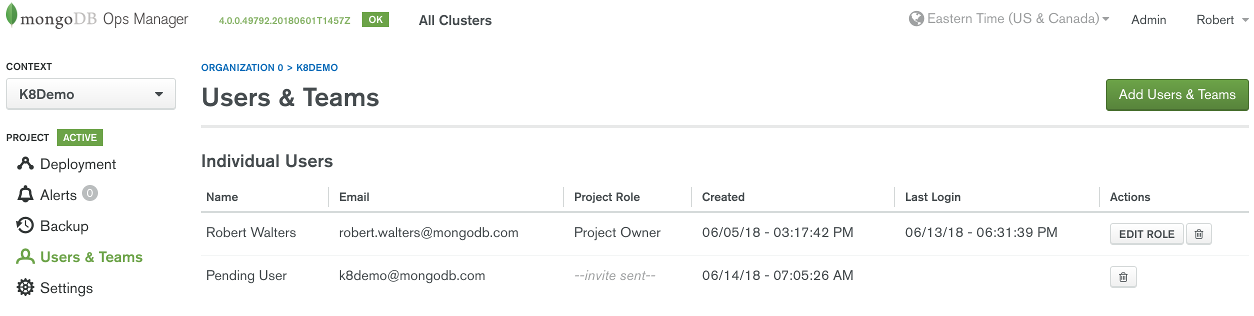 mongoDB Ops Manager 4.0.0.49792.20180601T1457Z OK All Clusters Eastern Time (US & Canada) Admin Robert
CONTEXT
K8Demo
PROJECT ACTIVE
Deployment
Alerts 0
Backup
Users & Teams
Settings
ORGANIZATION 0 > K8DEMO
Users & Teams
Add Users & Teams
Individual Users
Name Email Project Role Created Last Login Actions
Robert Walters robert.walters@mongodb.com Project Owner 06/05/18 - 03:17:42 PM 06/13/18 - 06:31:39 PM EDIT ROLE
Pending User k8demo@mongodb.com --invite sent-- 06/14/18 - 07:05:26 AM